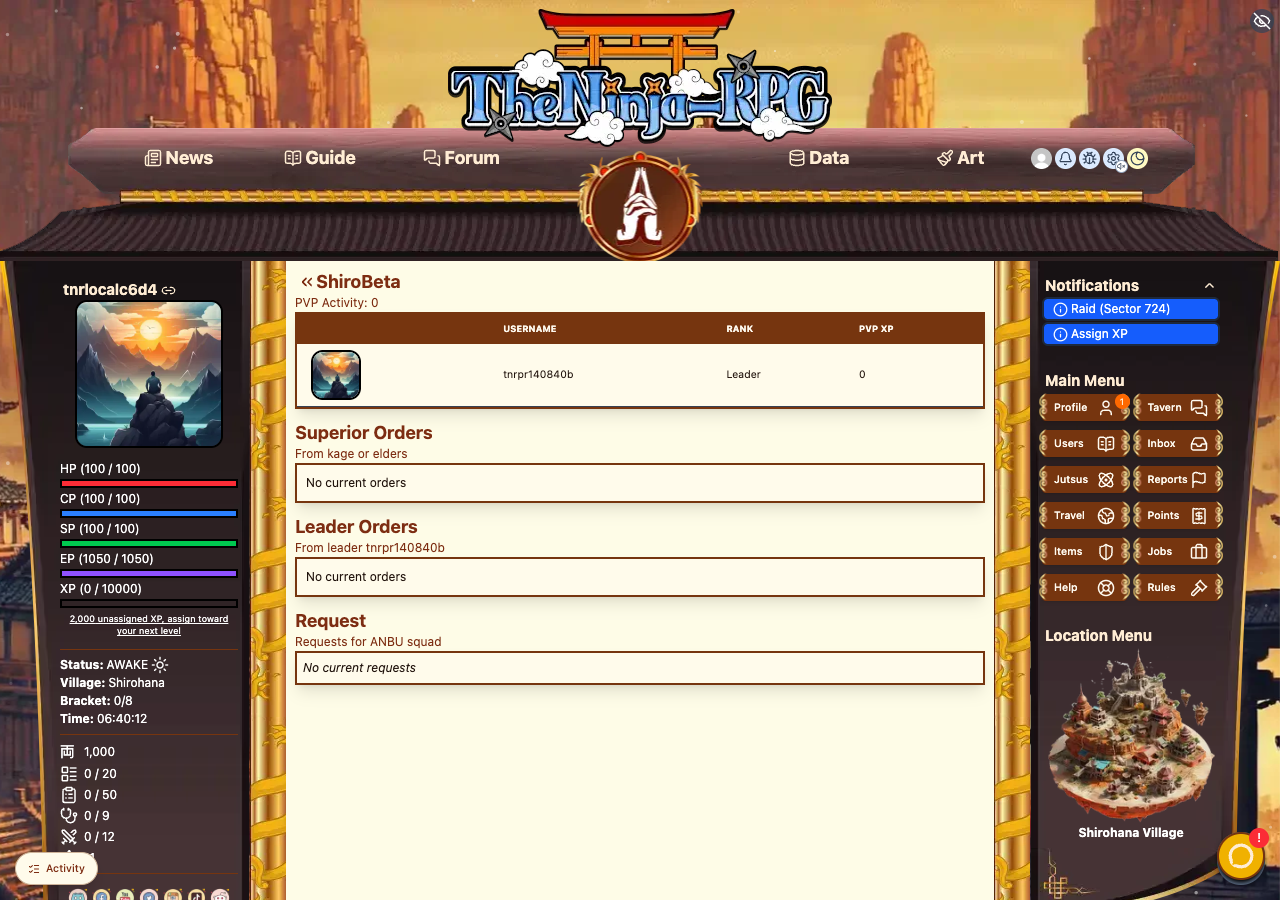 TheNinja-RPG
News
Guide
Forum
Data
Art
tnrlocalc6d4
HP (100 / 100)
CP (100 / 100)
SP (100 / 100)
EP (1050 / 1050)
XP (0 / 10000)
2,000 unassigned XP, assign toward
your next level
Status: AWAKE
Village: Shirohana
Bracket: 0/8
Time: 06:40:12
両 1,000
0 / 20
0 / 50
0 / 9
0 / 12
Activity
« ShiroBeta
PVP Activity: 0
USERNAME RANK PVP XP
tnrpr140840b Leader 0
Superior Orders
From kage or elders
No current orders
Leader Orders
From leader tnrpr140840b
No current orders
Request
Requests for ANBU squad
No current requests
Notifications
Raid (Sector 724)
Assign XP
Main Menu
Profile 1 Tavern
Users Inbox
Jutsus Reports
Travel Points
Items Jobs
Help Rules
Location Menu
Shirohana Village
!